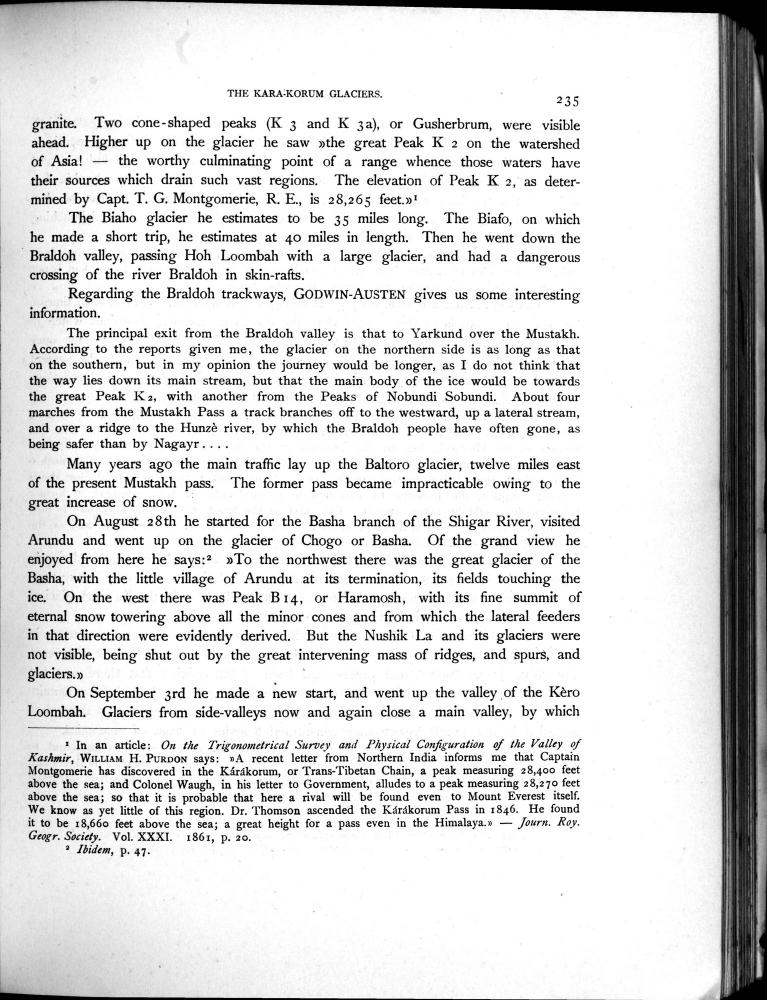 THE KARA-KORUM GLACIERS.
235
granite. Two cone-shaped peaks (K 3 and K 3a), or Gusherbrum, were visible
ahead. Higher up on the glacier he saw »the great Peak K 2 on the watershed
of Asia! — the worthy culminating point of a range whence those waters have
their sources which drain such vast regions. The elevation of Peak K 2, as deter-
mined by Capt. T. G. Montgomerie, R. E., is 28,265 feet.»¹
The Biaho glacier he estimates to be 35 miles long. The Biafo, on which
he made a short trip, he estimates at 40 miles in length. Then he went down the
Braldoh valley, passing Hoh Loombah with a large glacier, and had a dangerous
crossing of the river Braldoh in skin-rafts.
Regarding the Braldoh trackways, GODWIN-AUSTEN gives us some interesting
information.
The principal exit from the Braldoh valley is that to Yarkund over the Mustakh.
According to the reports given me, the glacier on the northern side is as long as that
on the southern, but in my opinion the journey would be longer, as I do not think that
the way lies down its main stream, but that the main body of the ice would be towards
the great Peak K2, with another from the Peaks of Nobundi Sobundi. About four
marches from the Mustakh Pass a track branches off to the westward, up a lateral stream,
and over a ridge to the Hunzè river, by which the Braldoh people have often gone, as
being safer than by Nagayr . . . .
Many years ago the main traffic lay up the Baltoro glacier, twelve miles east
of the present Mustakh pass. The former pass became impracticable owing to the
great increase of snow.
On August 28th he started for the Basha branch of the Shigar River, visited
Arundu and went up on the glacier of Chogo or Basha. Of the grand view he
enjoyed from here he says:² »To the northwest there was the great glacier of the
Basha, with the little village of Arundu at its termination, its fields touching the
ice. On the west there was Peak B 14, or Haramosh, with its fine summit of
eternal snow towering above all the minor cones and from which the lateral feeders
in that direction were evidently derived. But the Nushik La and its glaciers were
not visible, being shut out by the great intervening mass of ridges, and spurs, and
glaciers.»
On September 3rd he made a new start, and went up the valley of the Kèro
Loombah. Glaciers from side-valleys now and again close a main valley, by which
¹ In an article: On the Trigonometrical Survey and Physical Configuration of the Valley of
Kashmir, WILLIAM H. PURDON says: »A recent letter from Northern India informs me that Captain
Montgomerie has discovered in the Kárákorum, or Trans-Tibetan Chain, a peak measuring 28,400 feet
above the sea; and Colonel Waugh, in his letter to Government, alludes to a peak measuring 28,270 feet
above the sea; so that it is probable that here a rival will be found even to Mount Everest itself.
We know as yet little of this region. Dr. Thomson ascended the Kárákorum Pass in 1846. He found
it to be 18,660 feet above the sea; a great height for a pass even in the Himalaya.» — Journ. Roy.
Geogr. Society. Vol. XXXI. 1861, p. 20.
² Ibidem, p. 47.